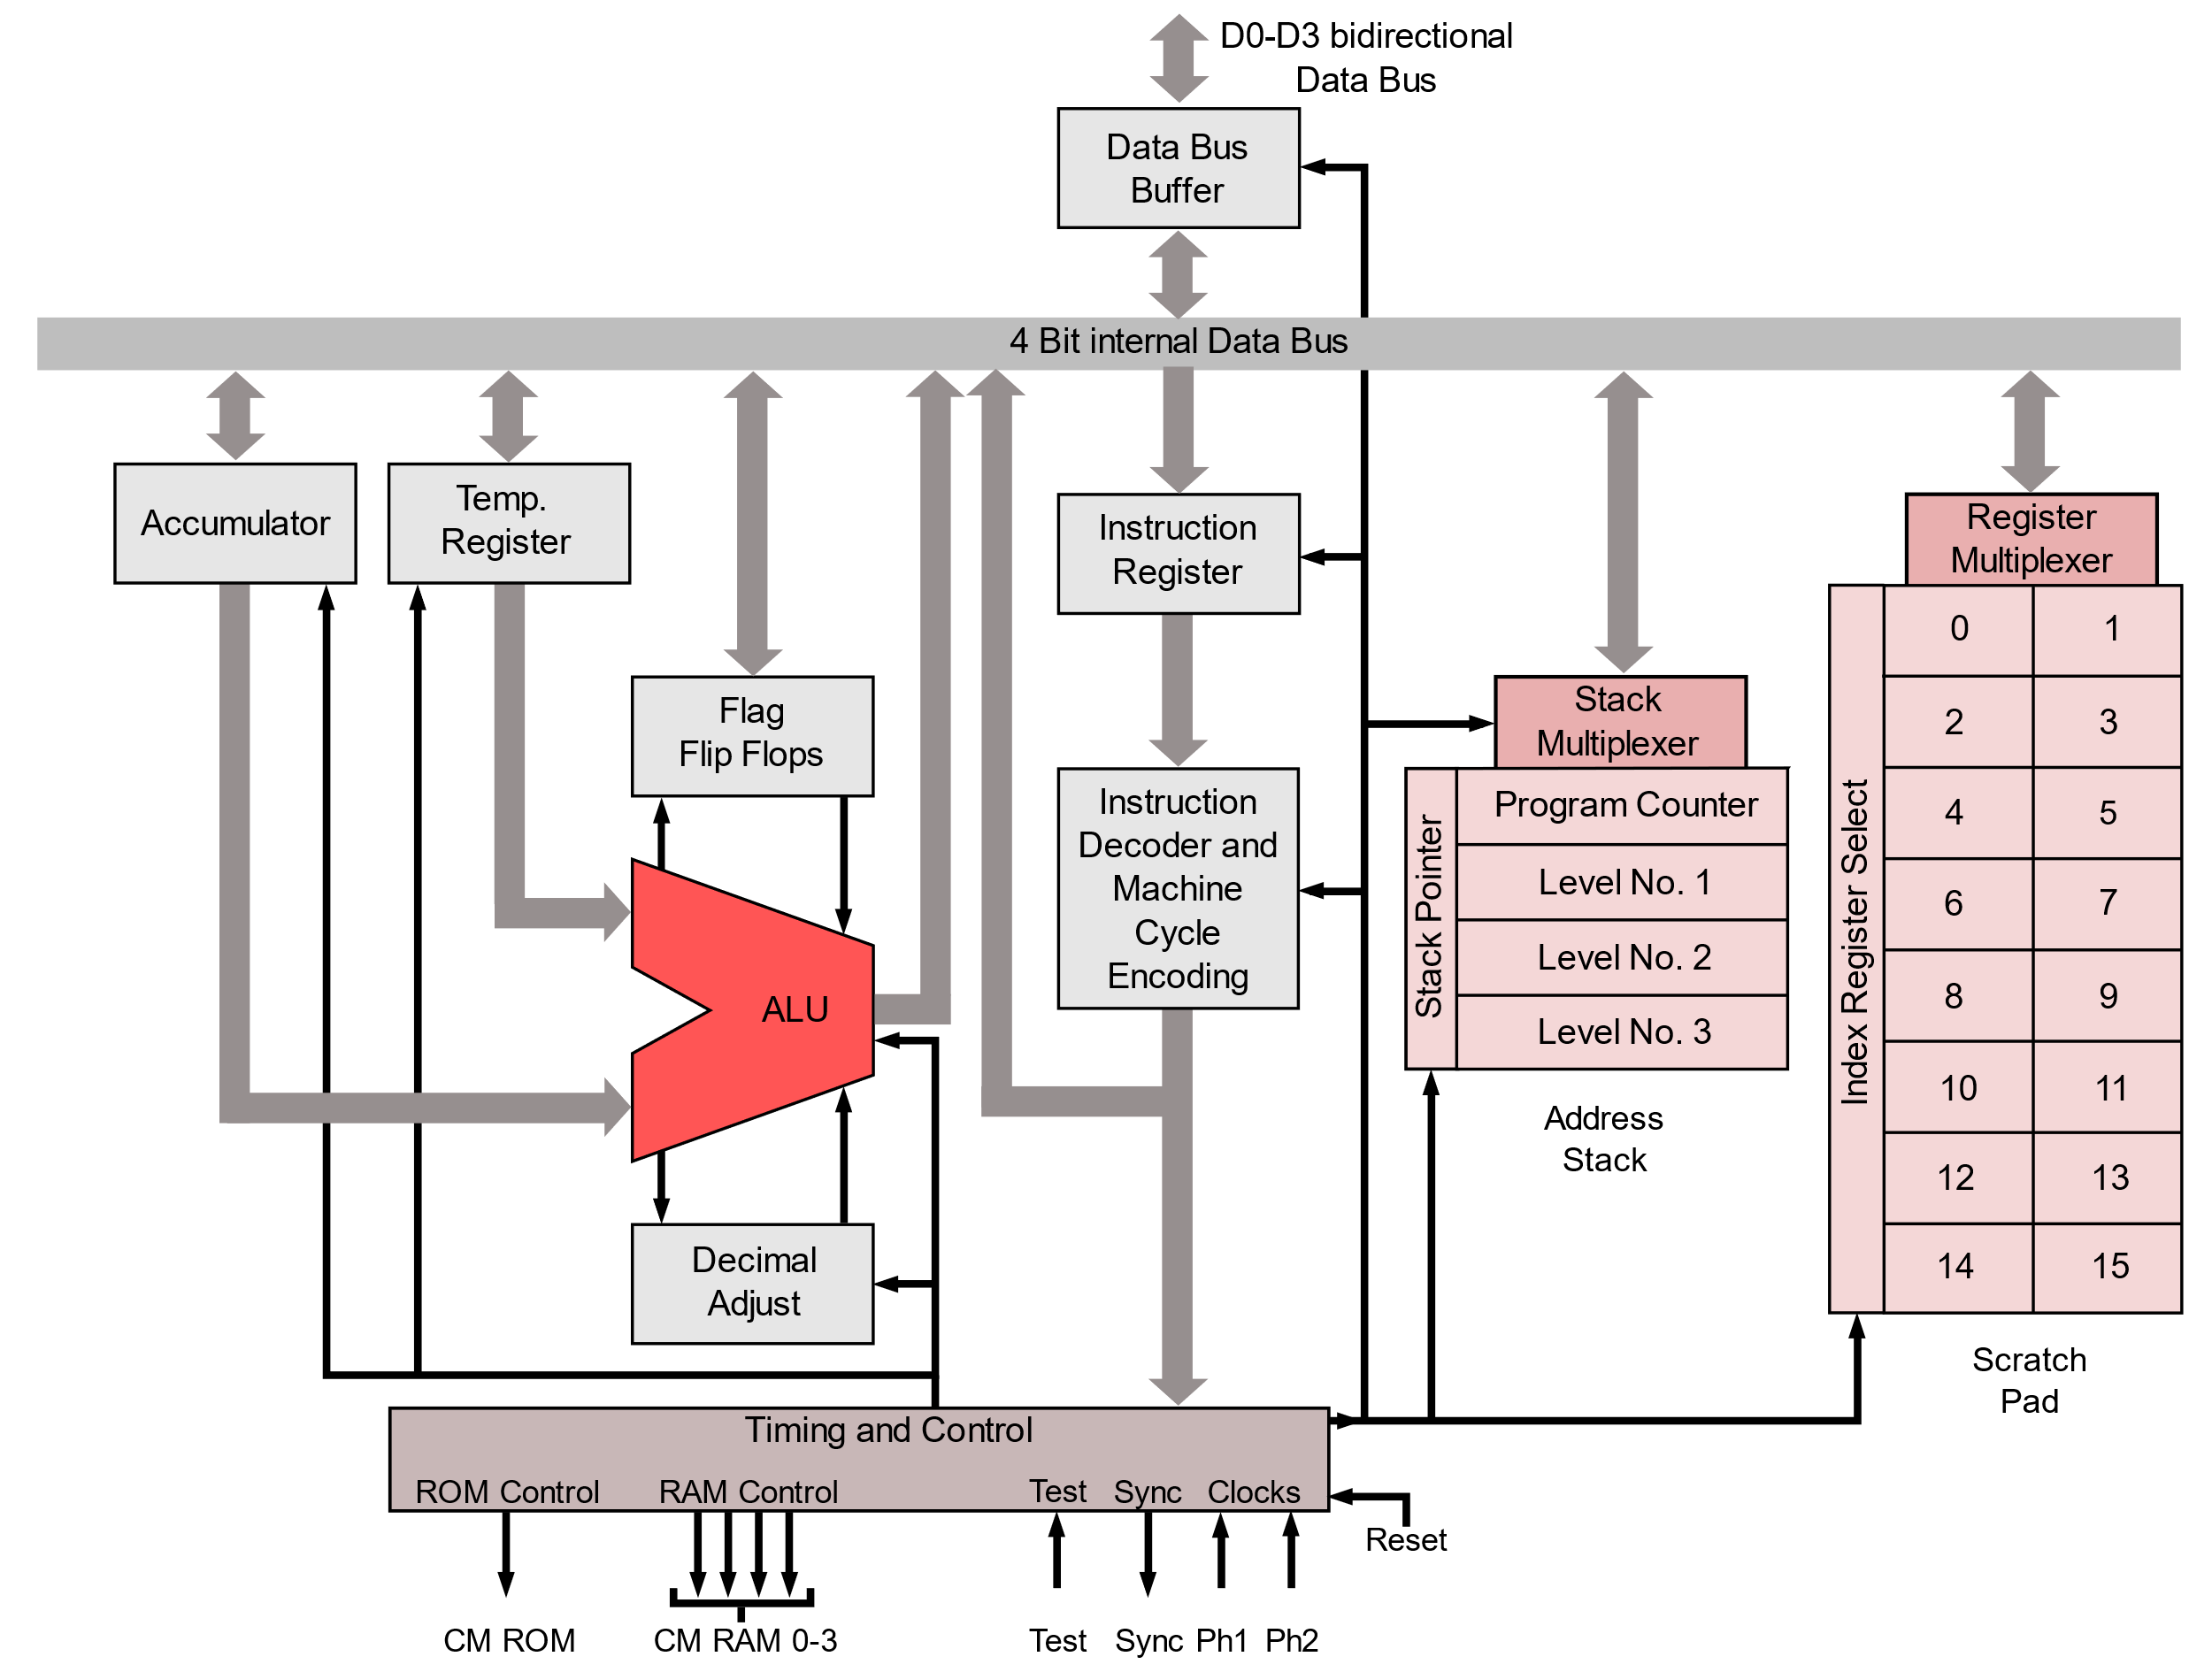 D0-D3 bidirectional
Data Bus
Data Bus
Buffer
4 Bit internal Data Bus
Accumulator
Temp.
Register
Instruction
Register
Register
Multiplexer
Flag
Flip Flops
Stack
Multiplexer
Instruction
Decoder and
Machine
Cycle
Encoding
Stack Pointer
Program Counter
Level No. 1
Level No. 2
Level No. 3
Address
Stack
Index Register Select
0 1
2 3
4 5
6 7
8 9
10 11
12 13
14 15
Scratch
Pad
ALU
Decimal
Adjust
Timing and Control
ROM Control RAM Control Test Sync Clocks
Reset
CM ROM CM RAM 0-3 Test Sync Ph1 Ph2